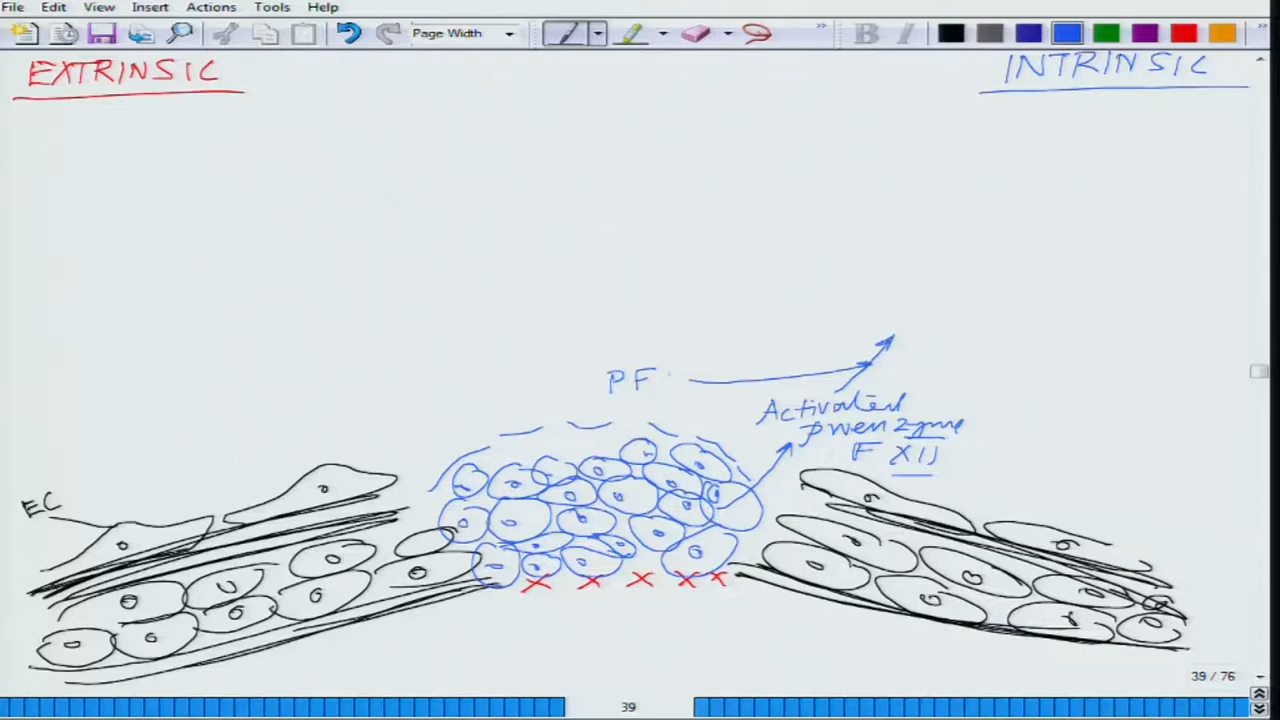 File Edit View Insert Actions Tools Help
Page Width
B I
EXTRINSIC
INTRINSIC
PF
Activated
F XII
EC
39 / 76
39